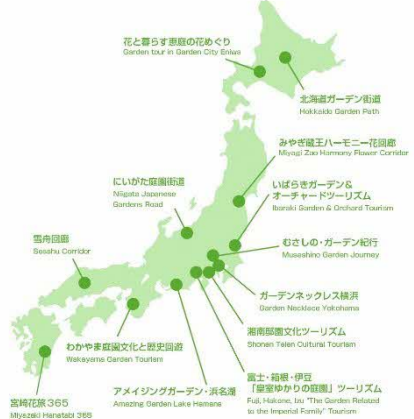 花と暮らす恵庭の花めぐり
Garden tour in Garden City Eniwa
北海道ガーデン街道
Hokkaido Garden Path
みやぎ蔵王ハーモニー花回廊
Miyagi Zao Harmony Flower Corridor
にいがた庭園街道
Niigata Japanese
Gardens Road
いばらきガーデン&
オーチャードツーリズム
Ibaraki Garden & Orchard Tourism
雪舟回廊
Sesshu Corridor
むさしの・ガーデン紀行
Musashino Garden Journey
ガーデンネックレス横浜
Garden Necklace Yokohama
湘南邸園文化ツーリズム
Shonan Teien Cultural Tourism
わかやま庭園文化と歴史回遊
Wakayama Garden Tourism
富士・箱根・伊豆
「皇室ゆかりの庭園」ツーリズム
Fuji, Hakone, Izu "The Garden Related
to the Imperial Family" Tourism
宮崎花旅365
Miyazaki Hanatabi 365
アメイジングガーデン・浜名湖
Amazing Garden Lake Hamana